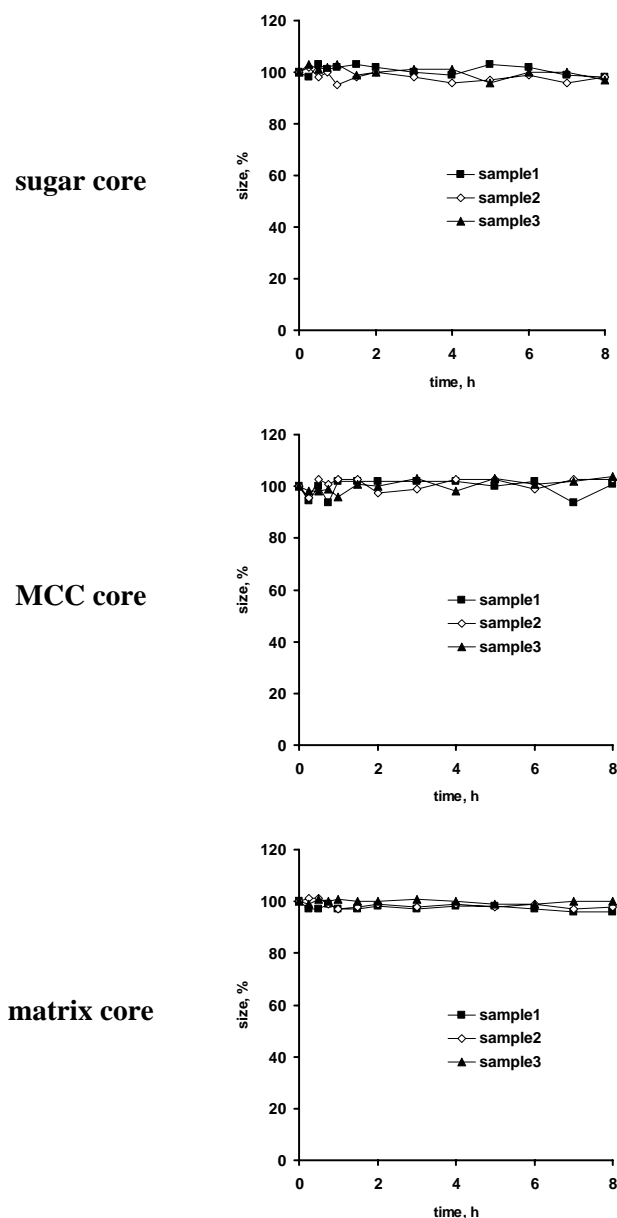 sugar core
size, %
120
100
80
60
40
20
0
sample1
sample2
sample3
0 2 4 6 8
time, h
MCC core
size, %
120
100
80
60
40
20
0
sample1
sample2
sample3
0 2 4 6 8
time, h
matrix core
size, %
120
100
80
60
40
20
0
sample1
sample2
sample3
0 2 4 6 8
time, h